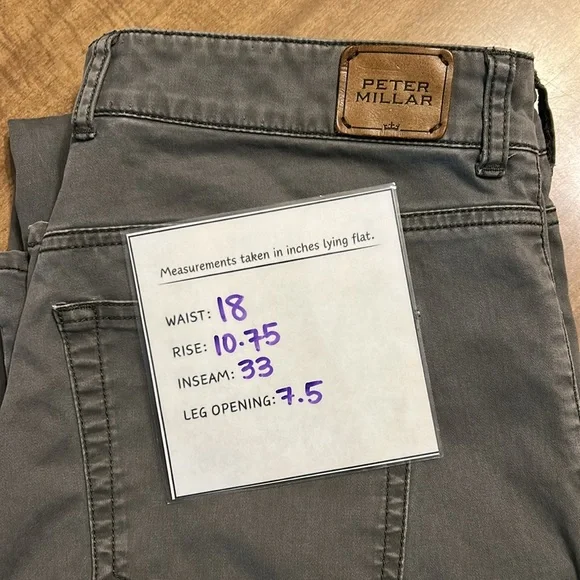 PETER
MILLAR
Measurements taken in inches lying flat.
WAIST: 18
RISE: 10.75
INSEAM: 33
LEG OPENING: 7.5